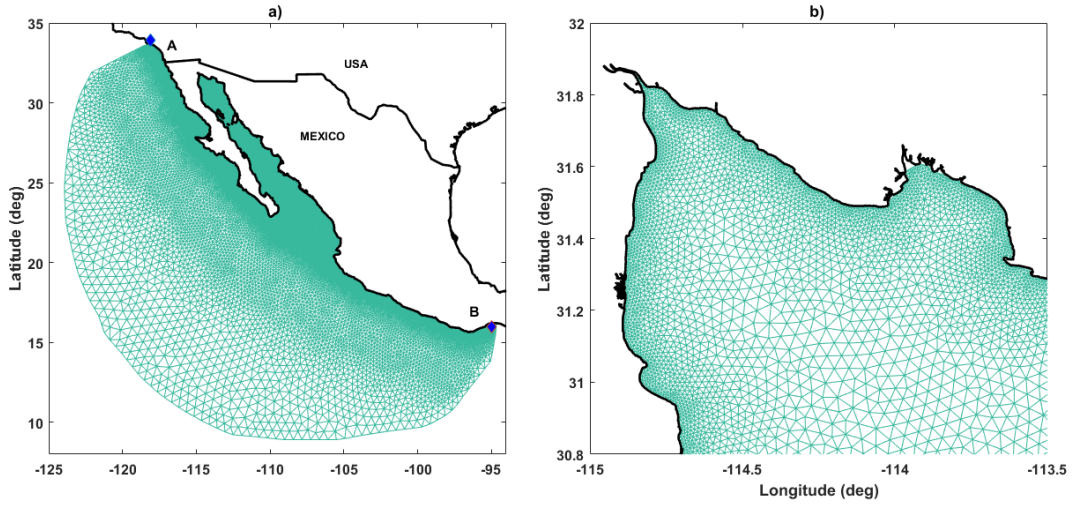 a)
35
30
25
20
15
10
Latitude (deg)
-125
-120
-115
-110
-105
-100
-95
A
USA
MEXICO
B
b)
32
31.8
31.6
31.4
31.2
31
30.8
Latitude (deg)
-115
-114.5
-114
-113.5
Longitude (deg)